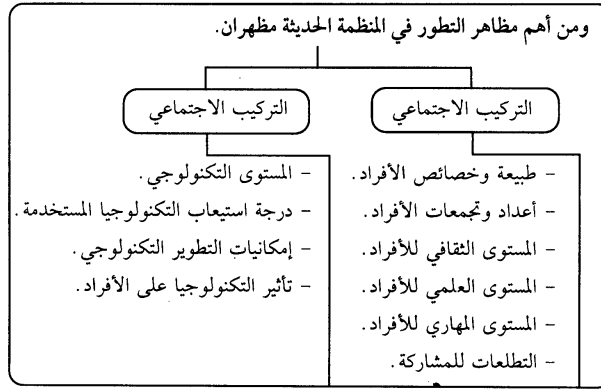 ومن أهم مظاهر التطور في المنظمة الحديثة مظهران.
التركيب الاجتماعي
- طبيعة وخصائص الأفراد.
- أعداد وتجمعات الأفراد.
- المستوى الثقافي للأفراد.
- المستوى العلمي للأفراد.
- المستوى المهاري للأفراد.
- التطلعات للمشاركة.
التركيب الاجتماعي
- المستوى التكنولوجي.
- درجة استيعاب التكنولوجيا المستخدمة.
- إمكانيات التطوير التكنولوجي.
- تأثير التكنولوجيا على الأفراد.